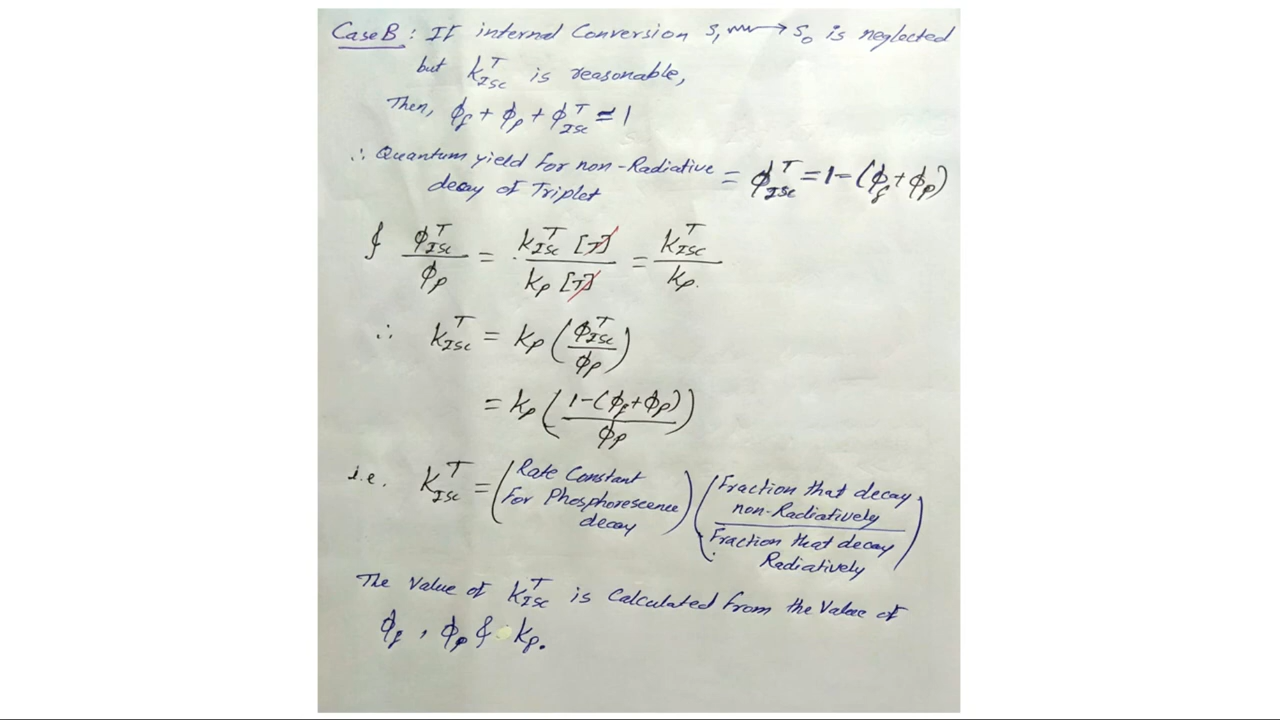 Case B : If internal Conversion S₁ ⇝ S₀ is neglected
but k_ISC^T is reasonable,
Then, ϕ_f + ϕ_p + ϕ_ISC^T = 1
∴ Quantum yield for non-Radiative decay of Triplet = ϕ_ISC^T = 1 - (ϕ_f + ϕ_p)
& ϕ_ISC^T / ϕ_p = k_ISC^T [T] / k_p [T] = k_ISC^T / k_p.
∴ k_ISC^T = k_p (ϕ_ISC^T / ϕ_p)
= k_p (1 - (ϕ_f + ϕ_p) / ϕ_p)
i.e. K_ISC^T = (Rate Constant For Phosphorescence decay) (Fraction that decay non-Radiatively / Fraction that decay Radiatively)
The Value of k_ISC^T is Calculated from the Value of
ϕ_f , ϕ_p & k_p.